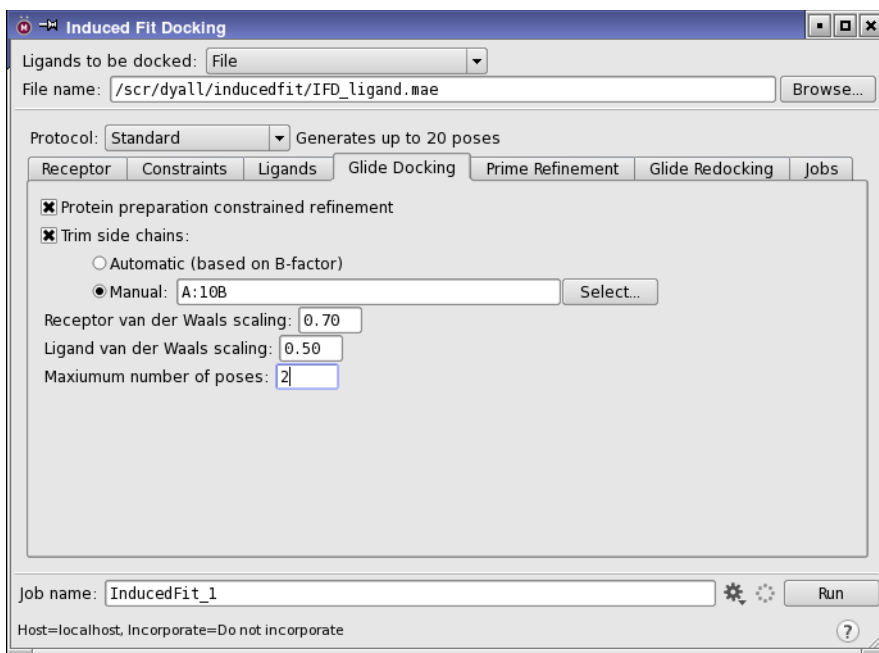 Induced Fit Docking
Ligands to be docked: File
File name: /scr/dyall/inducedfit/IFD_ligand.mae Browse...
Protocol: Standard Generates up to 20 poses
Receptor Constraints Ligands Glide Docking Prime Refinement Glide Redocking Jobs
Protein preparation constrained refinement
Trim side chains:
Automatic (based on B-factor)
Manual: A:10B Select...
Receptor van der Waals scaling: 0.70
Ligand van der Waals scaling: 0.50
Maxiumum number of poses: 2
Job name: InducedFit_1 Run
Host=localhost, Incorporate=Do not incorporate ?